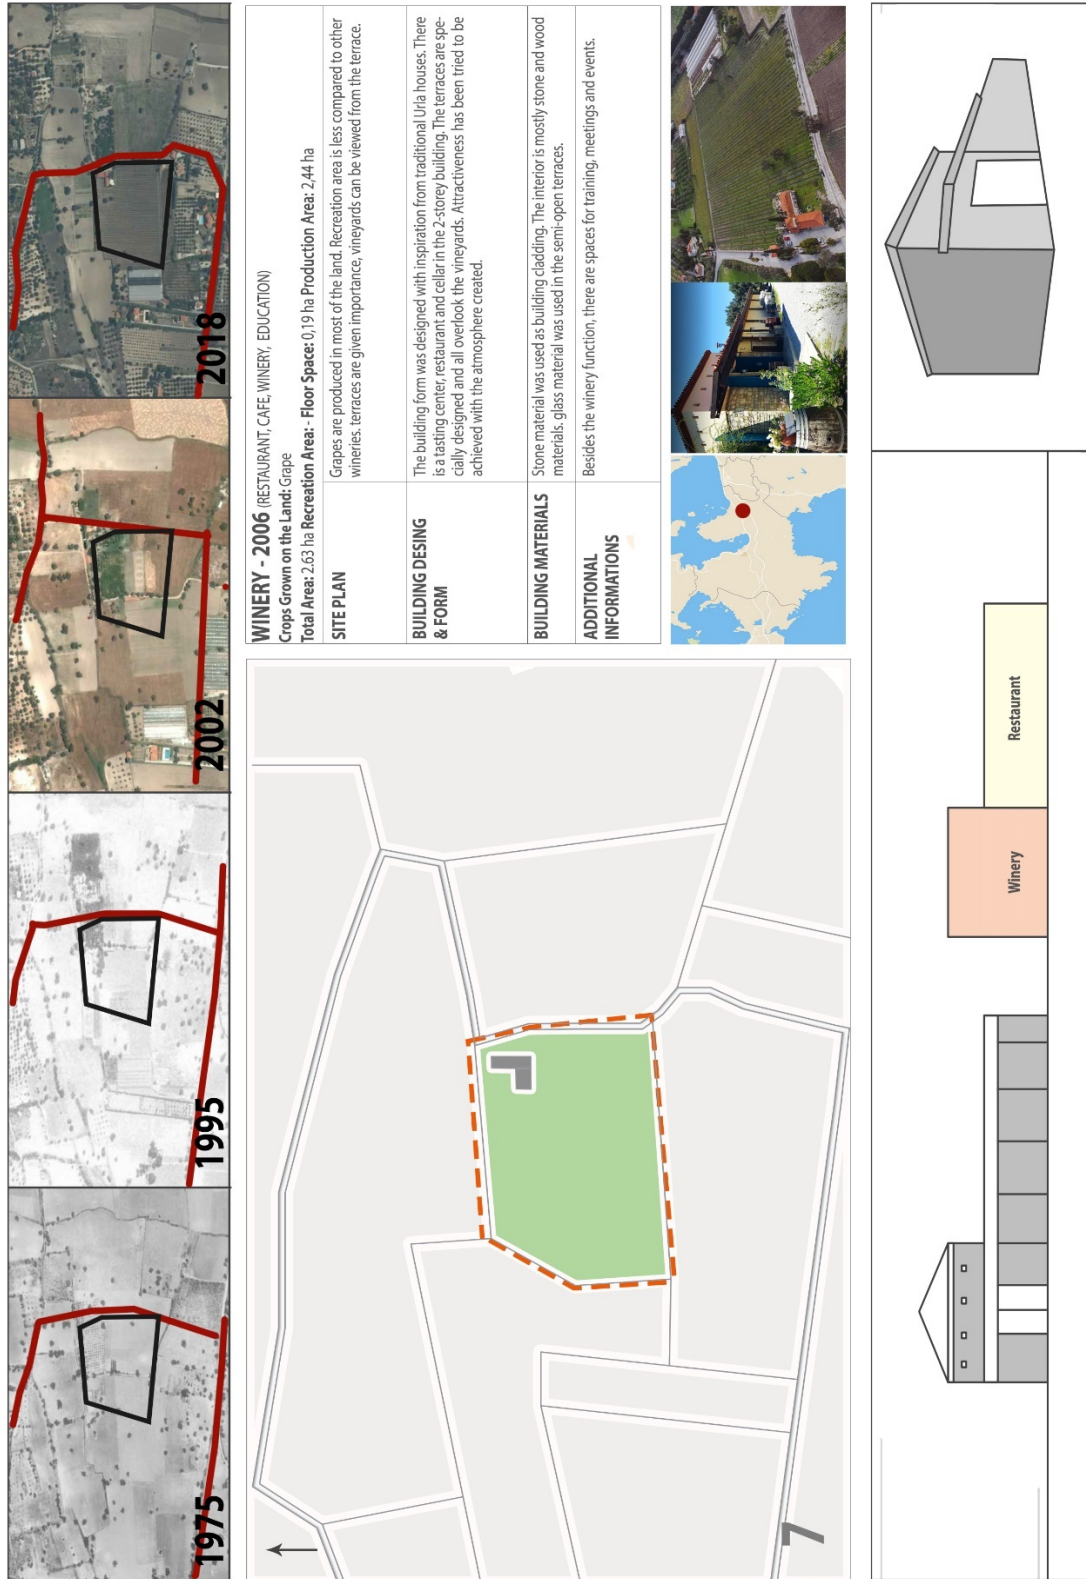 1975
1995
2002
2018
7
WINERY - 2006 (RESTAURANT, CAFE, WINERY, EDUCATION)
Crops Grown on the Land: Grape
Total Area: 2.63 ha Recreation Area: - Floor Space: 0,19 ha Production Area: 2,44 ha
SITE PLAN
Grapes are produced in most of the land. Recreation area is less compared to other
wineries. terraces are given importance, vineyards can be viewed from the terrace.
BUILDING DESING
& FORM
The building form was designed with inspiration from traditional Urla houses. There
is a tasting center, restaurant and cellar in the 2-storey building. The terraces are spe-
cially designed and all overlook the vineyards. Attractiveness has been tried to be
achieved with the atmosphere created.
BUILDING MATERIALS
Stone material was used as building cladding. The interior is mostly stone and wood
materials. glass material was used in the semi-open terraces.
ADDITIONAL
INFORMATIONS
Besides the winery function, there are spaces for training, meetings and events.
Winery
Restaurant